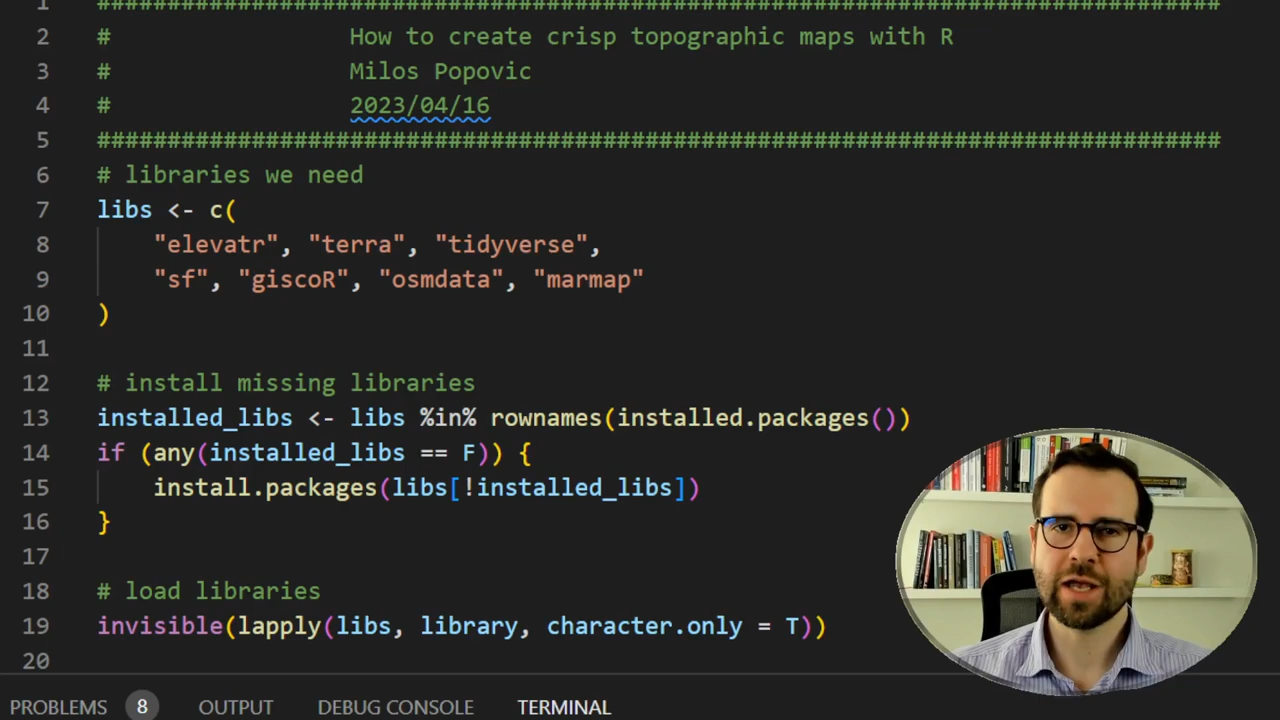 1 ################################################################################
2 # How to create crisp topographic maps with R
3 # Milos Popovic
4 # 2023/04/16
5 ################################################################################
6 # libraries we need
7 libs <- c(
8 "elevatr", "terra", "tidyverse",
9 "sf", "giscoR", "osmdata", "marmap"
10 )
11
12 # install missing libraries
13 installed_libs <- libs %in% rownames(installed.packages())
14 if (any(installed_libs == F)) {
15 install.packages(libs[!installed_libs])
16 }
17
18 # load libraries
19 invisible(lapply(libs, library, character.only = T))
20
PROBLEMS 8 OUTPUT DEBUG CONSOLE TERMINAL